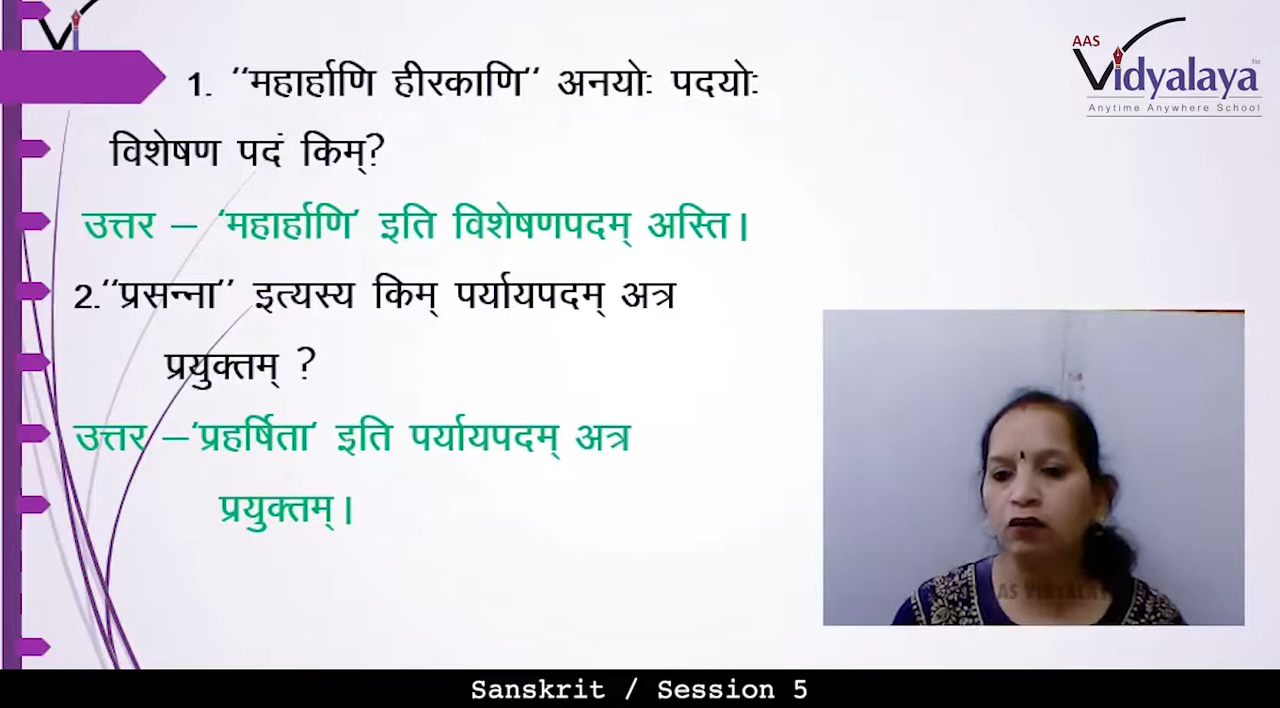 AAS
Vidyalaya™
Anytime Anywhere School
1. ‘‘महार्हाणि हीरकाणि’’ अनयोः पदयोः
विशेषण पदं किम्?
उत्तर – ‘महार्हाणि’ इति विशेषणपदम् अस्ति।
2.‘‘प्रसन्ना’’ इत्यस्य किम् पर्यायपदम् अत्र
प्रयुक्तम् ?
उत्तर –‘प्रहर्षिता’ इति पर्यायपदम् अत्र
प्रयुक्तम्।
Sanskrit / Session 5